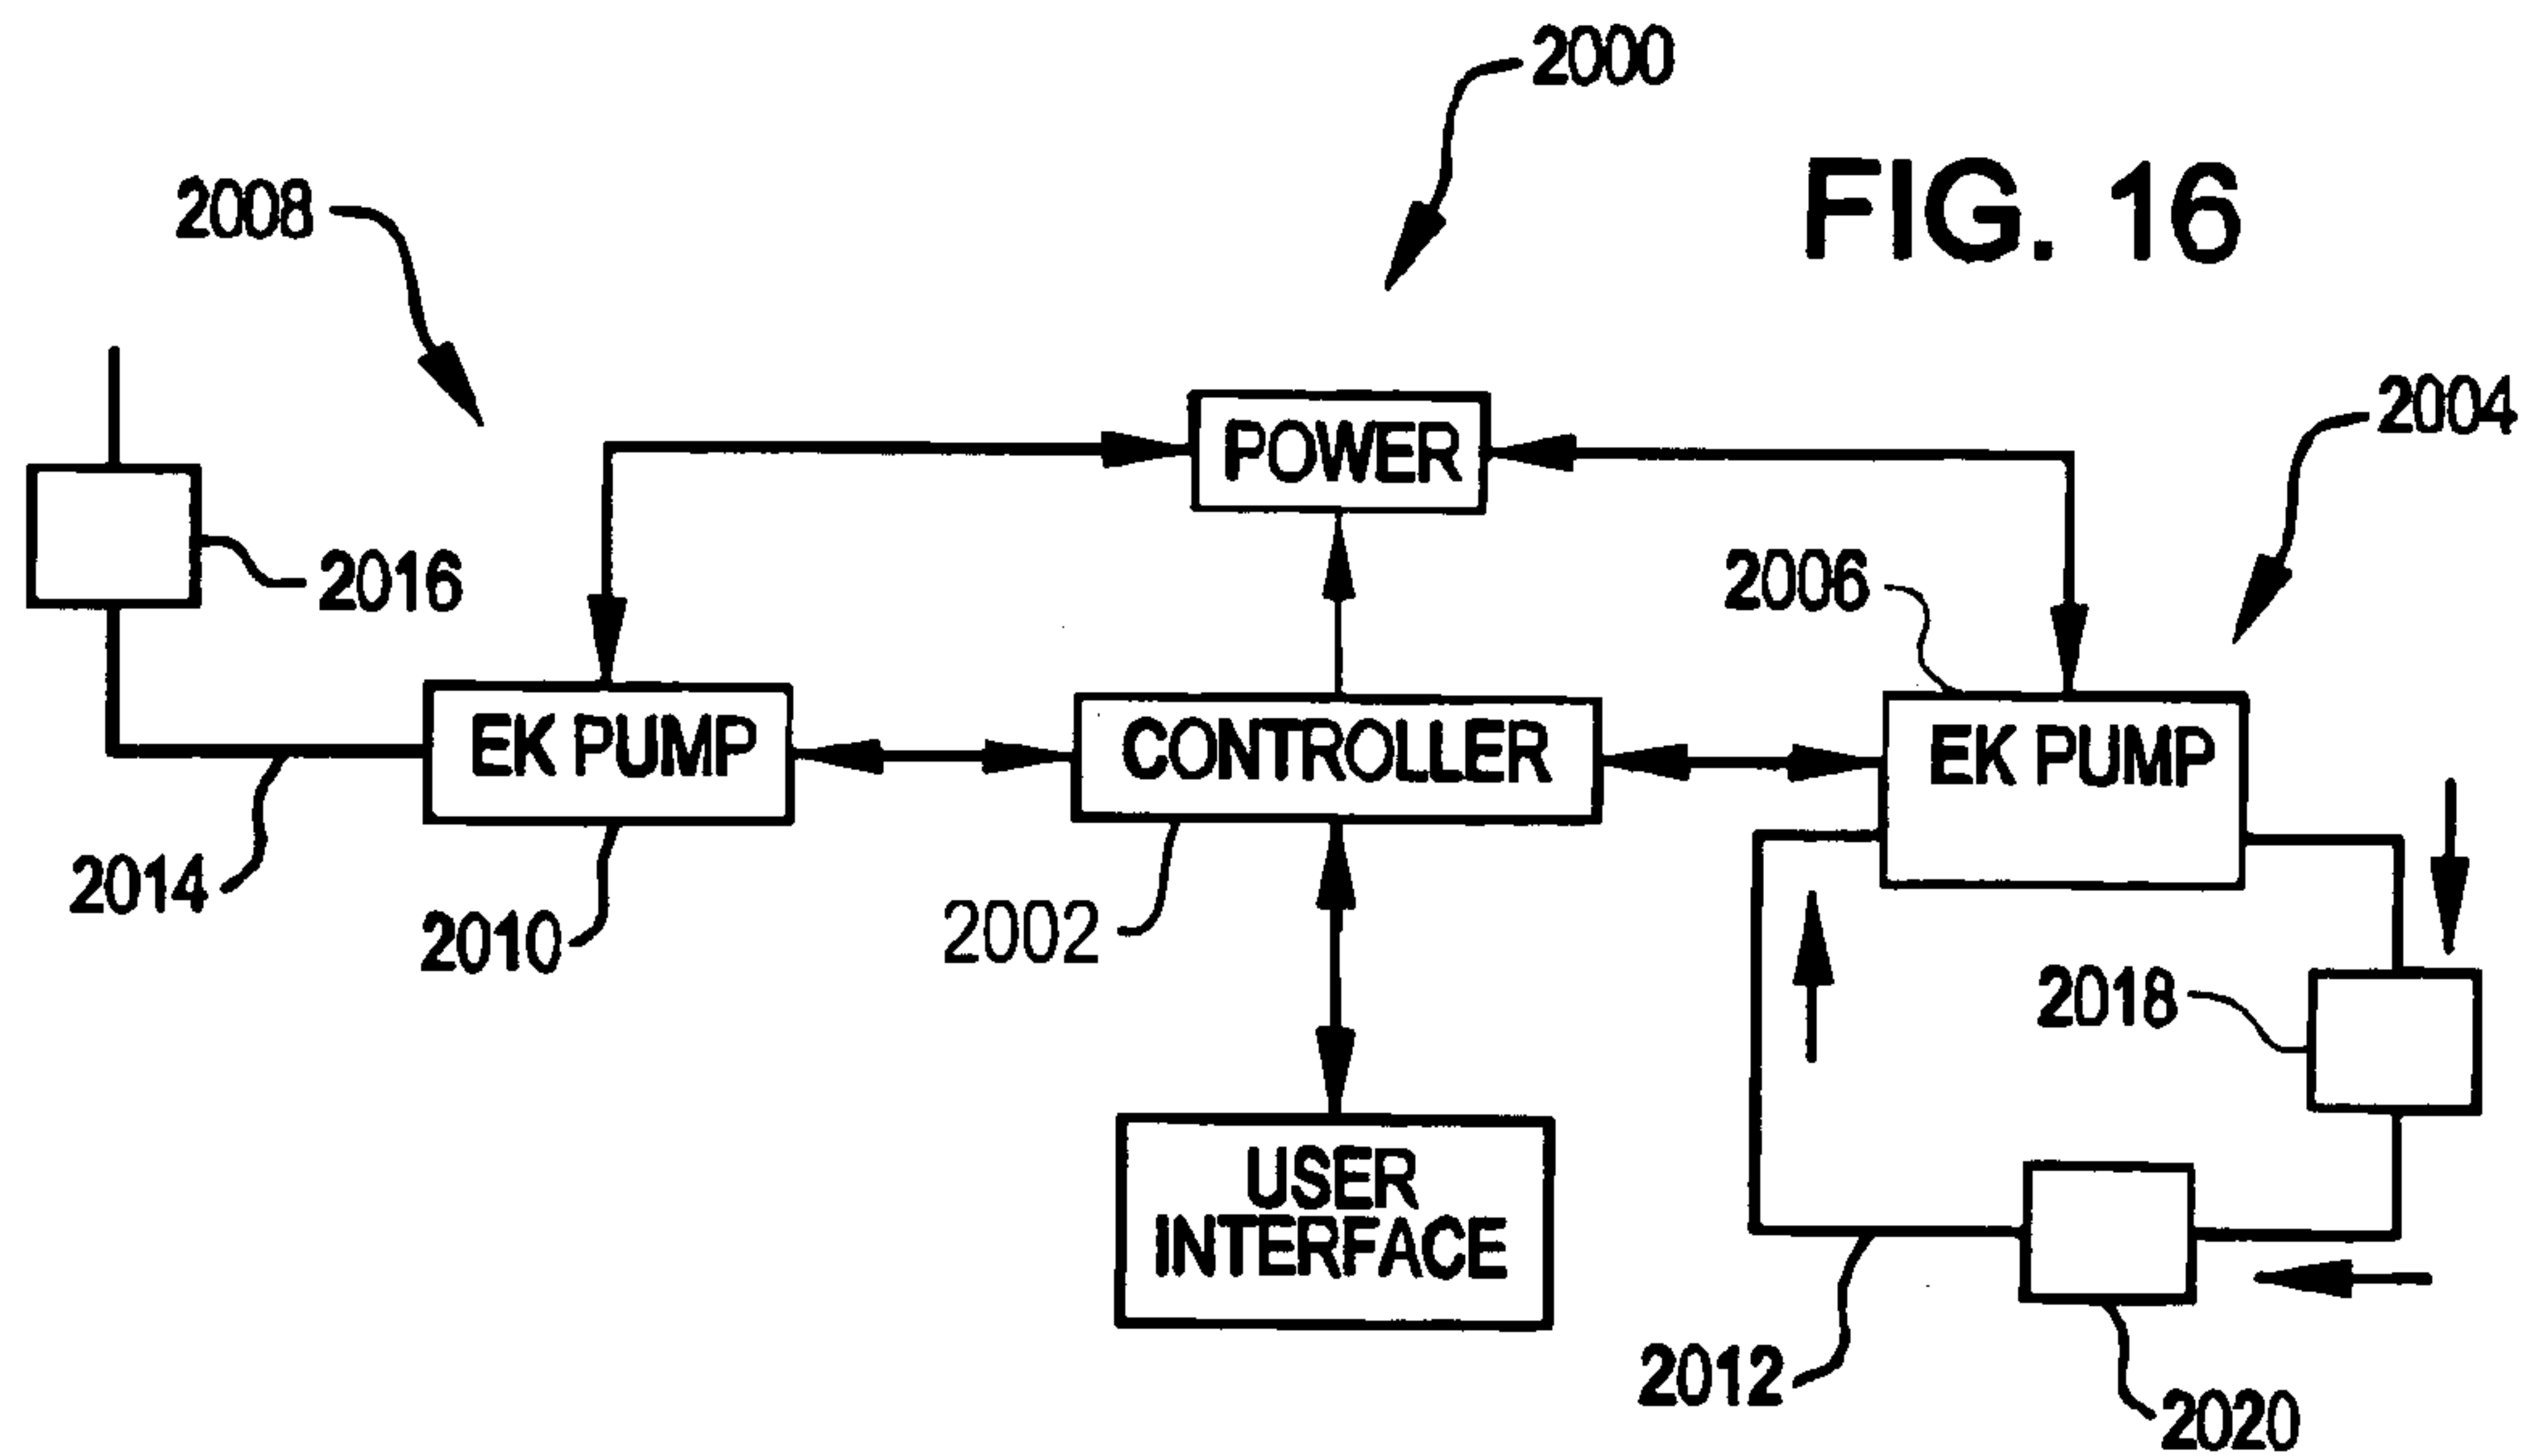 2000
FIG. 16
2008
2004
POWER
2016
2006
EK PUMP
CONTROLLER
EK PUMP
2014
2010
2002
2018
USER
INTERFACE
2012
2020